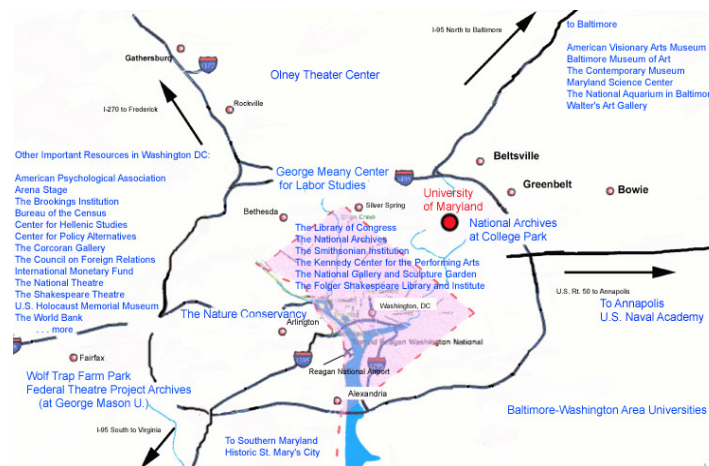 to Baltimore
I-95 North to Baltimore
American Visionary Arts Museum
Baltimore Museum of Art
The Contemporary Museum
Maryland Science Center
The National Aquarium in Baltimor
Walter's Art Gallery
Gathersburg
Olney Theater Center
I-270 to Frederick
Rockville
Other Important Resources in Washington DC:
American Psychological Association
Arena Stage
The Brookings Institution
Bureau of the Census
Center for Hellenic Studies
Center for Policy Alternatives
The Corcoran Gallery
The Council on Foreign Relations
International Monetary Fund
The National Theatre
The Shakespeare Theatre
U.S. Holocaust Memorial Museum
The World Bank
. . . more
George Meany Center
for Labor Studies
Beltsville
University
of Maryland
Greenbelt
Bowie
Silver Spring
Bethesda
National Archives
at College Park
The Library of Congress
The National Archives
The Smithsonian Institution
The Kennedy Center for the Performing Arts
The National Gallery and Sculpture Garden
The Folger Shakespeare Library and Institute
U.S. Rt. 50 to Annapolis
To Annapolis
U.S. Naval Academy
The Nature Conservancy
Washington, DC
Arlington
Washington National
Reagan National Airport
Fairfax
Wolf Trap Farm Park
Federal Theatre Project Archives
(at George Mason U.)
Alexandria
I-95 South to Virginia
To Southern Maryland
Historic St. Mary's City
Baltimore-Washington Area Universities